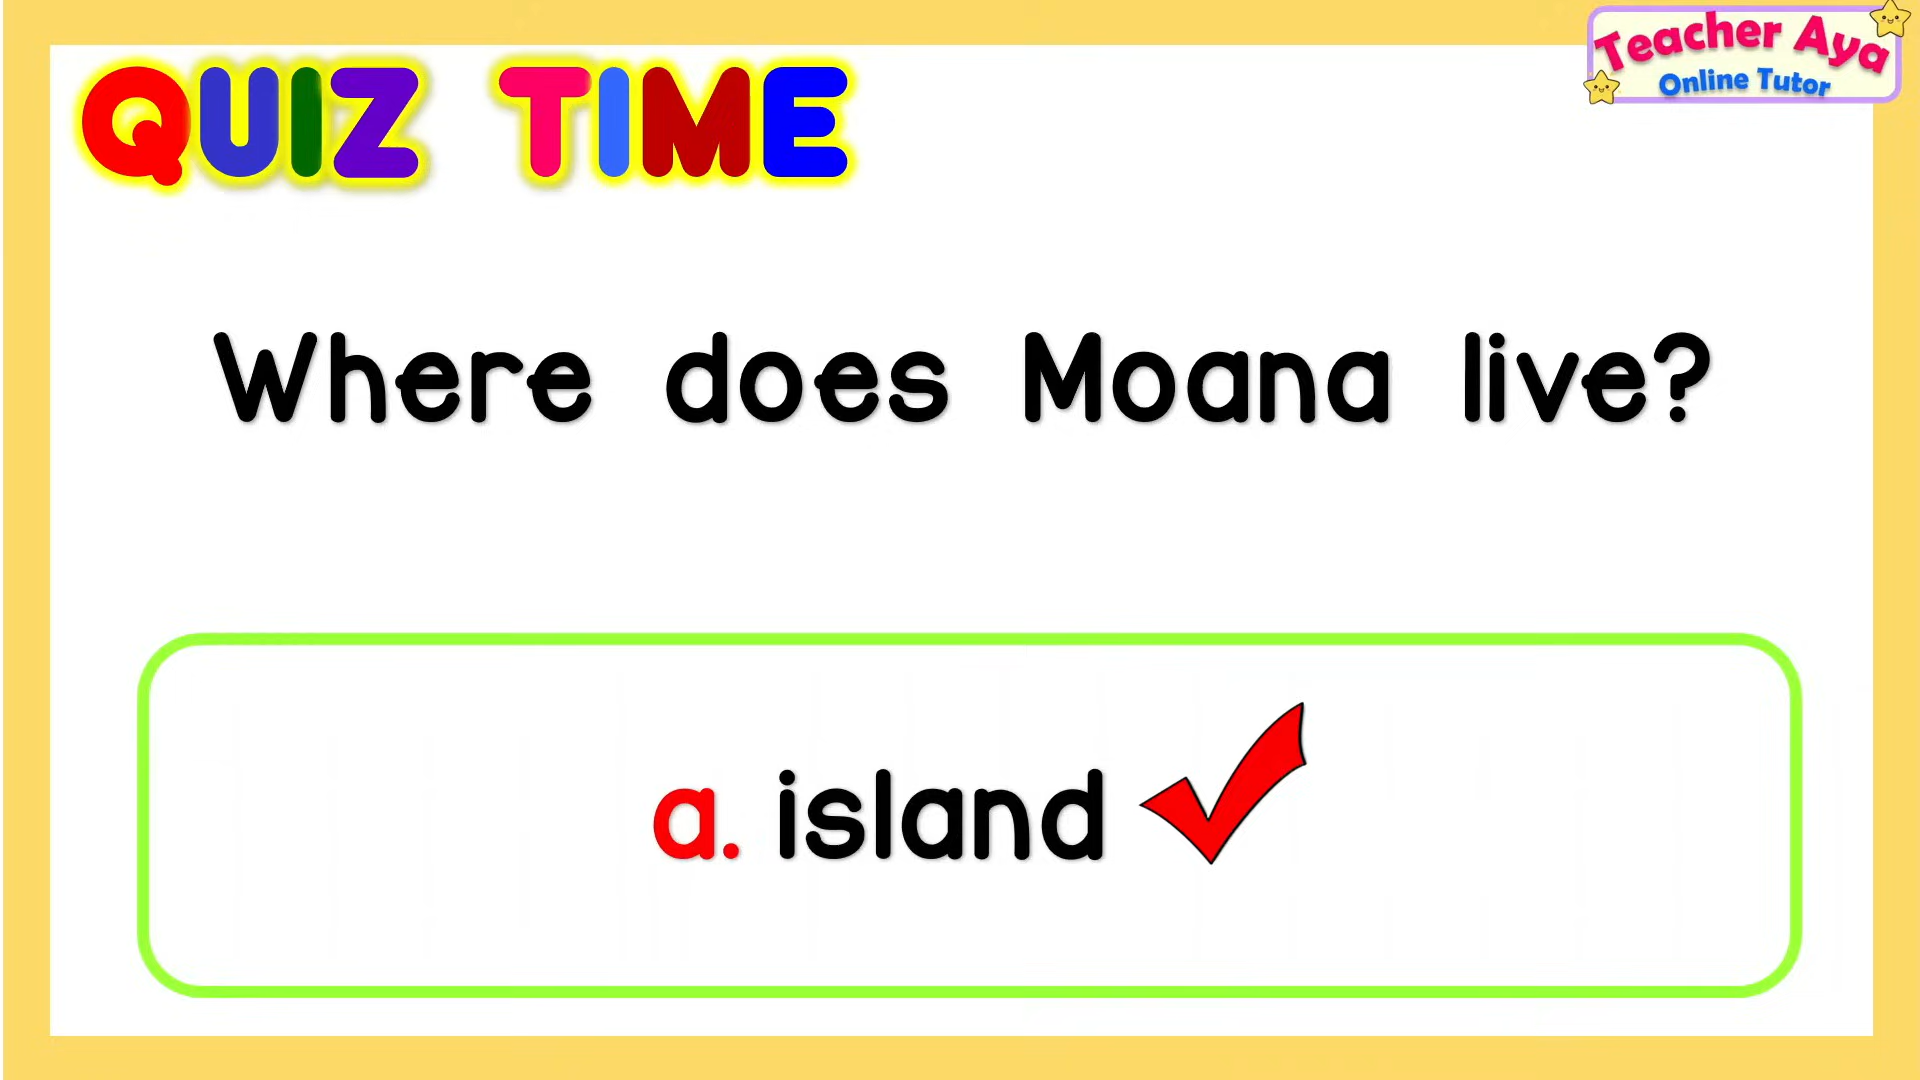 Teacher Aya
Online Tutor
QUIZ TIME
Where does Moana live?
a. island